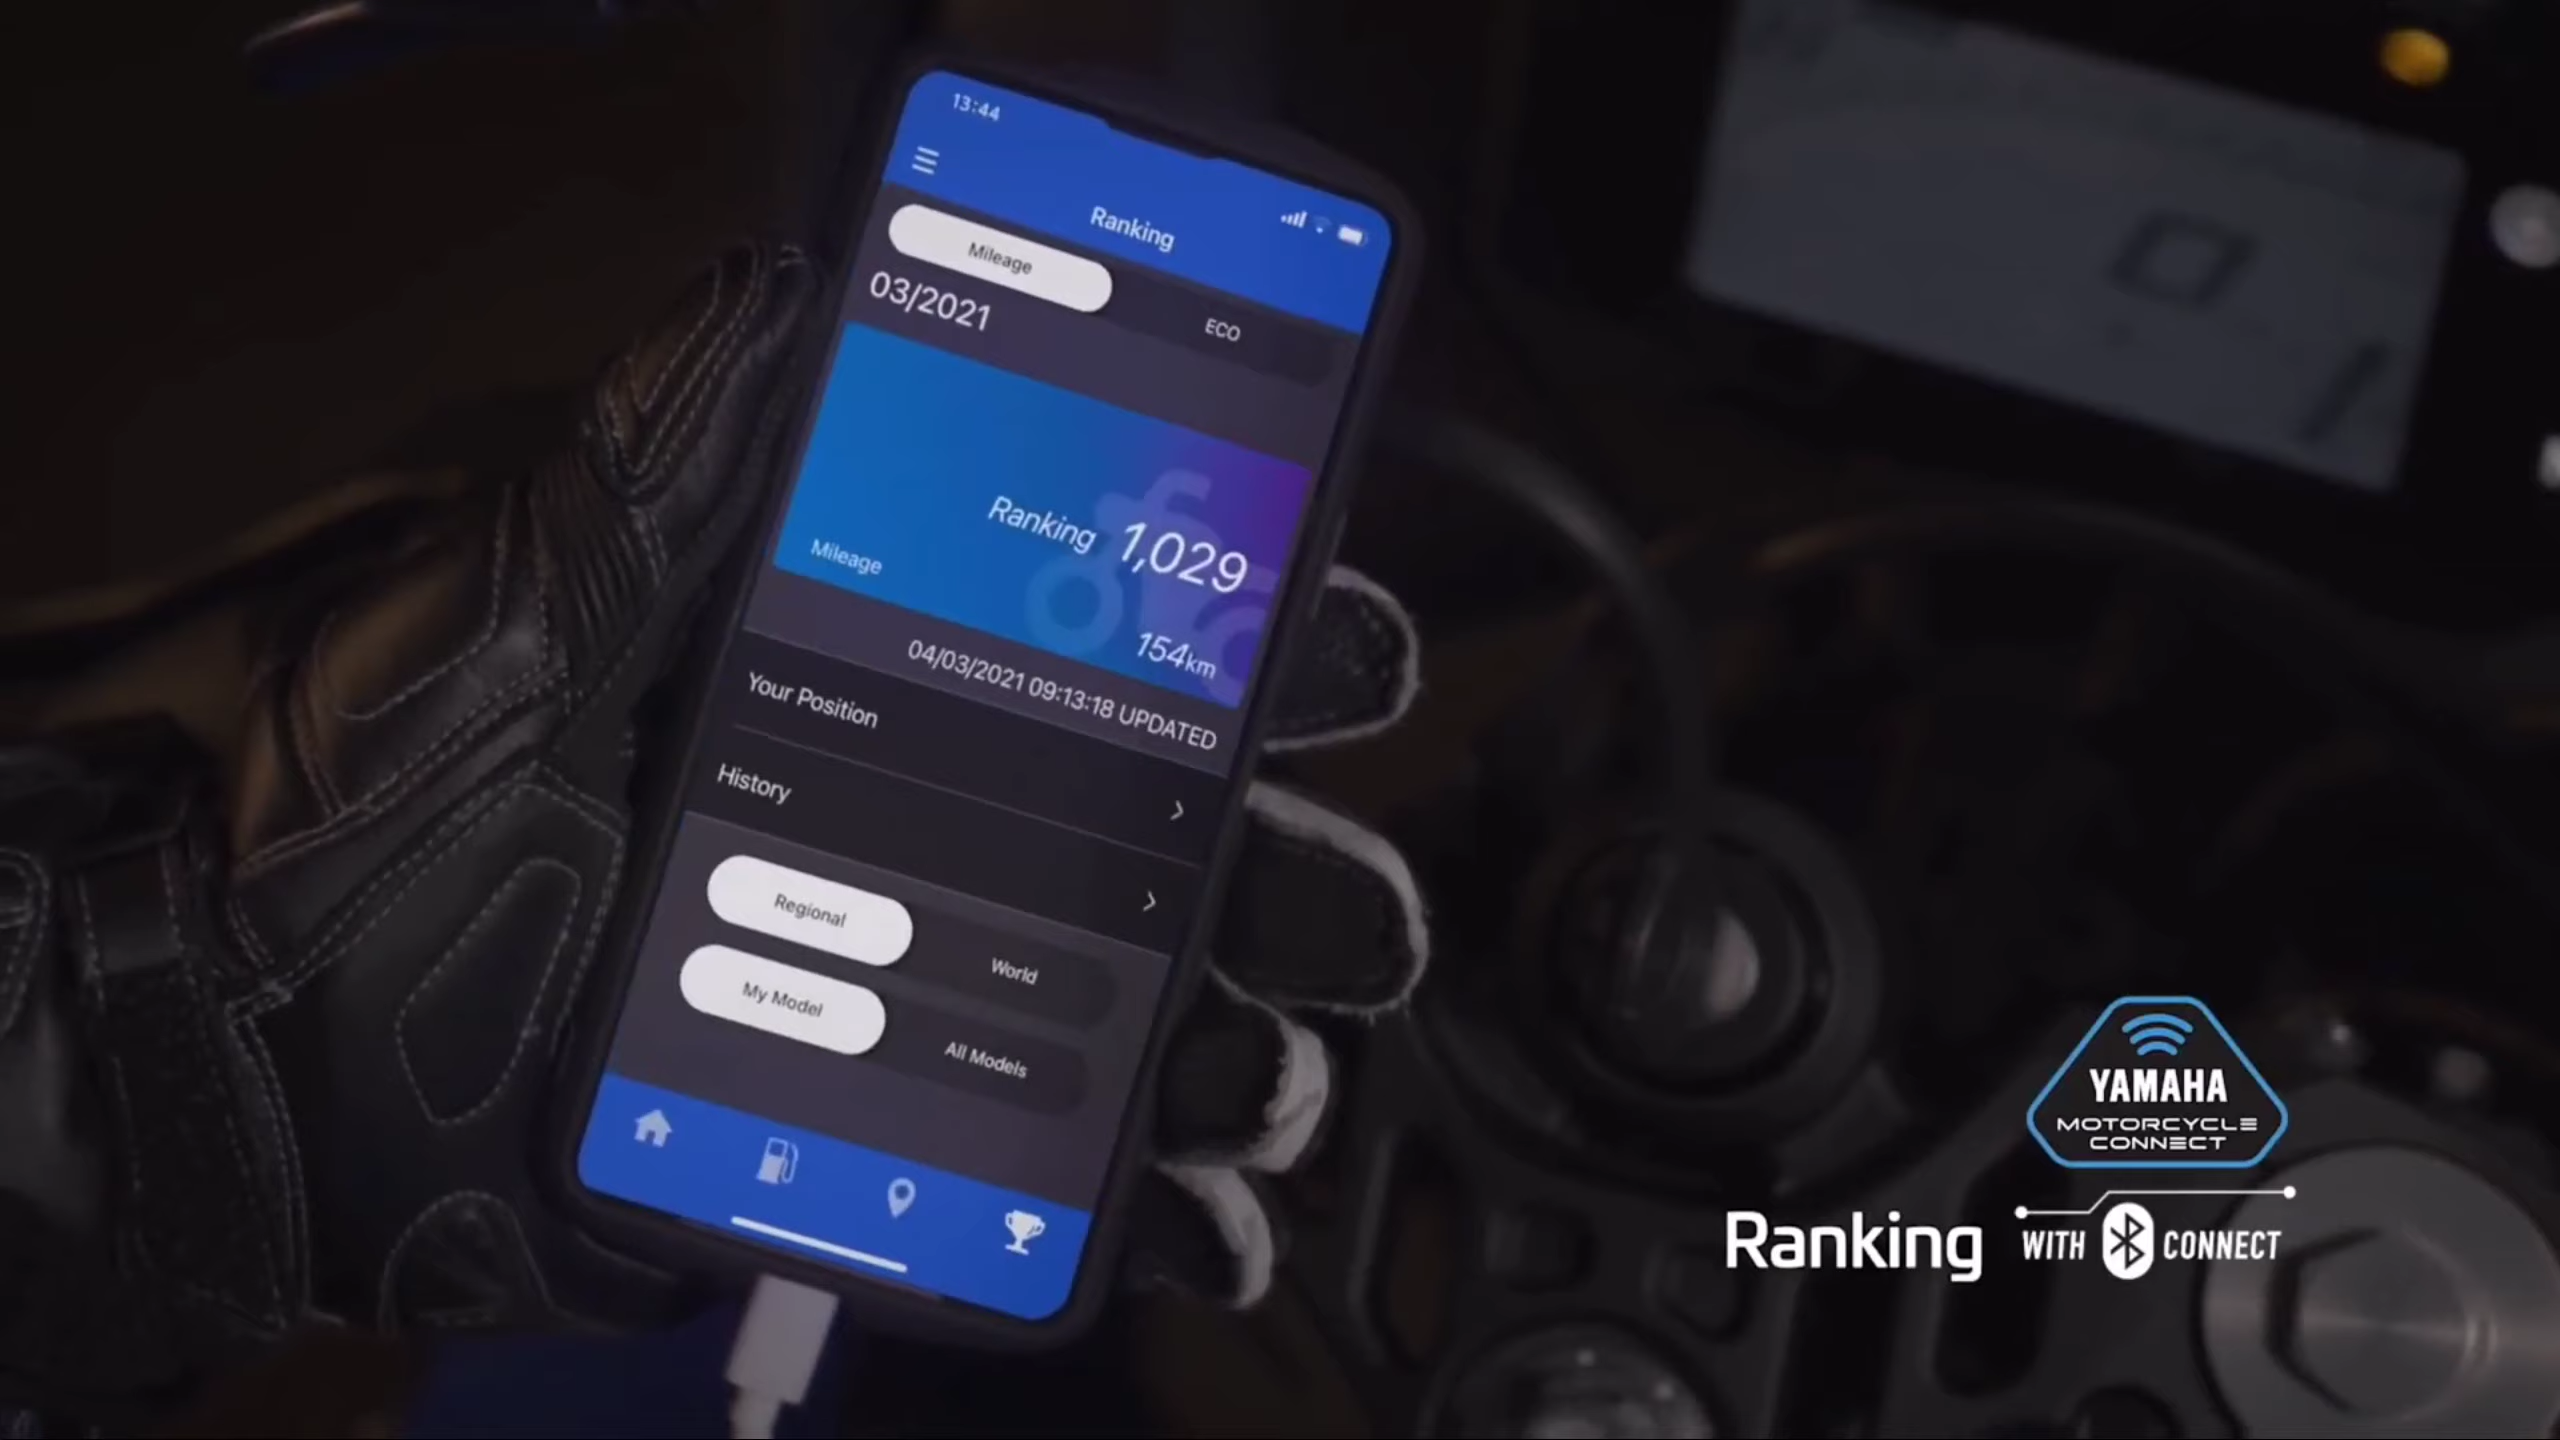 13:44
Ranking
Mileage
ECO
03/2021
Ranking 1,029
Mileage
154km
04/03/2021 09:13:18 UPDATED
Your Position
History
Regional
World
My Model
All Models
YAMAHA
MOTORCYCLE
CONNECT
Ranking
WITH CONNECT